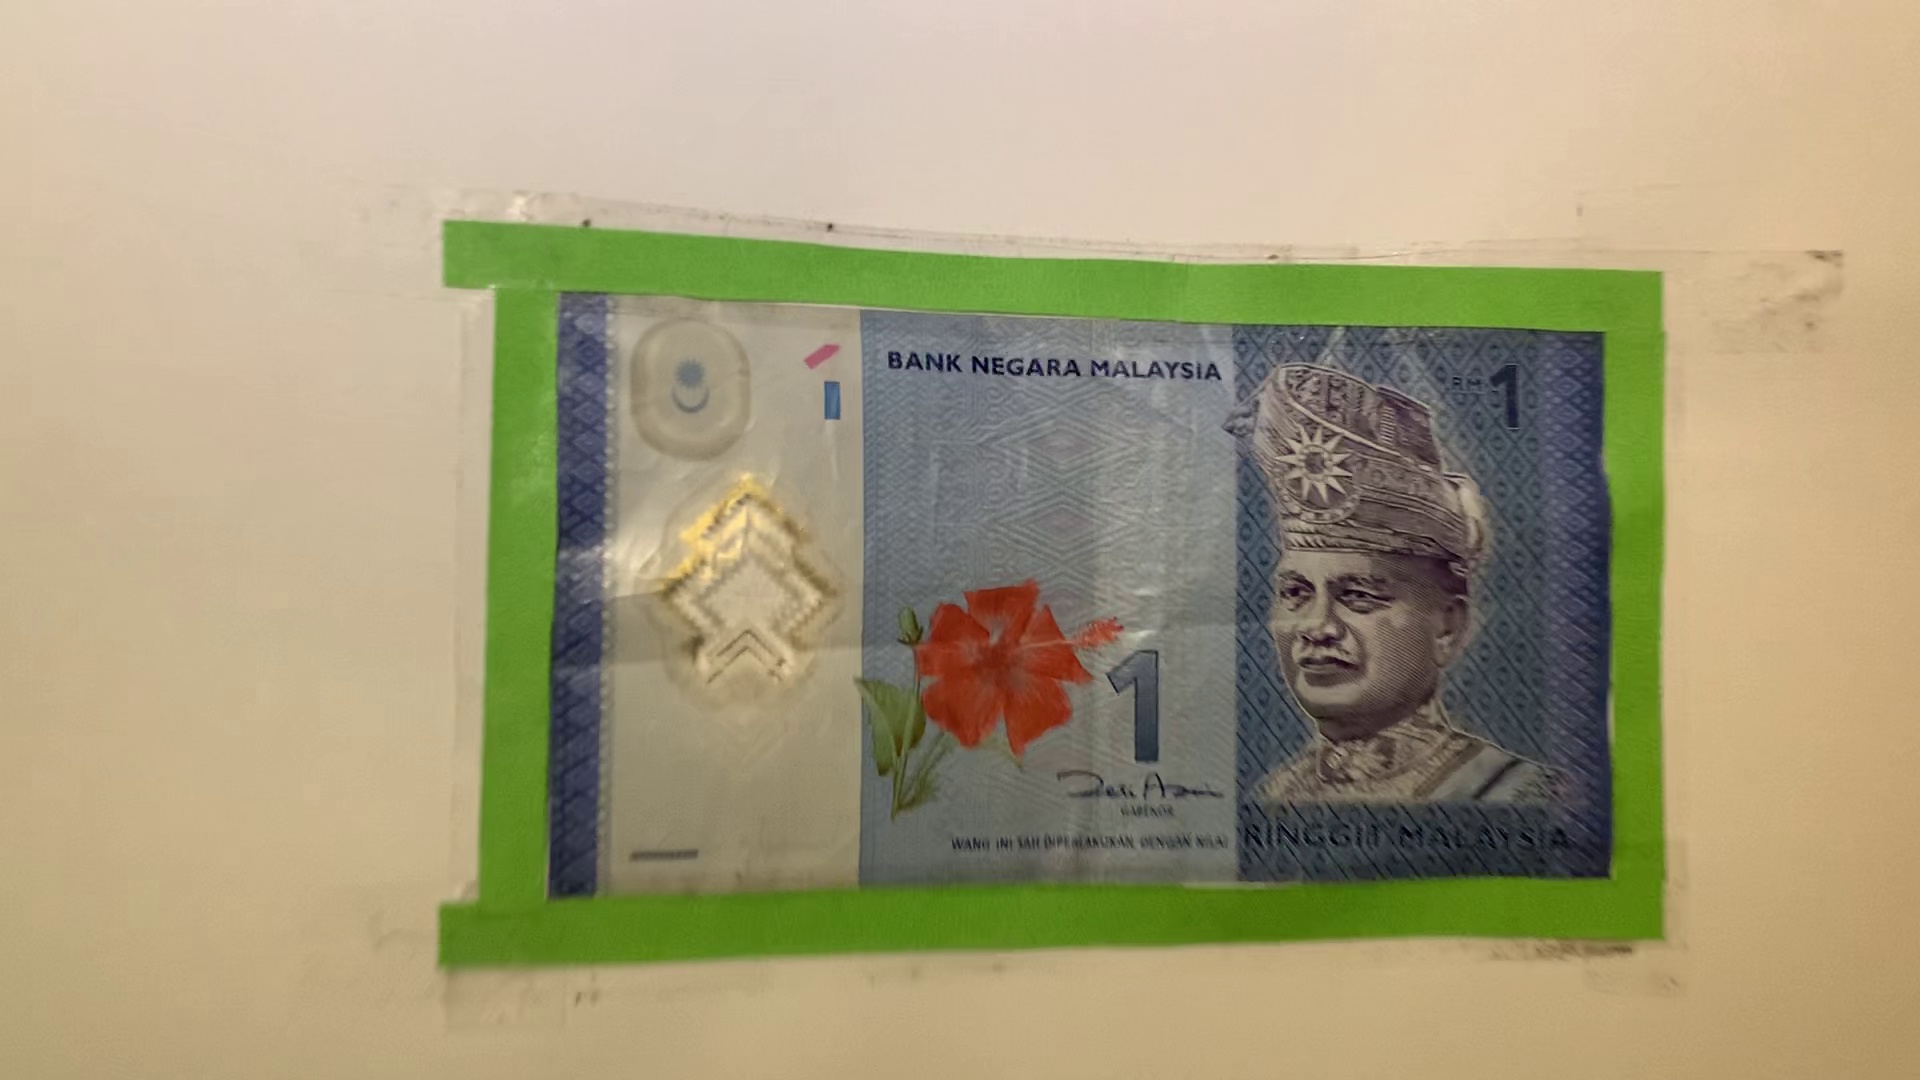 BANK NEGARA MALAYSIA
RM 1
1
GABENOR
WANG INI SAH DIPERLAKUKAN DENGAN NILAI
RINGGIT MALAYSIA